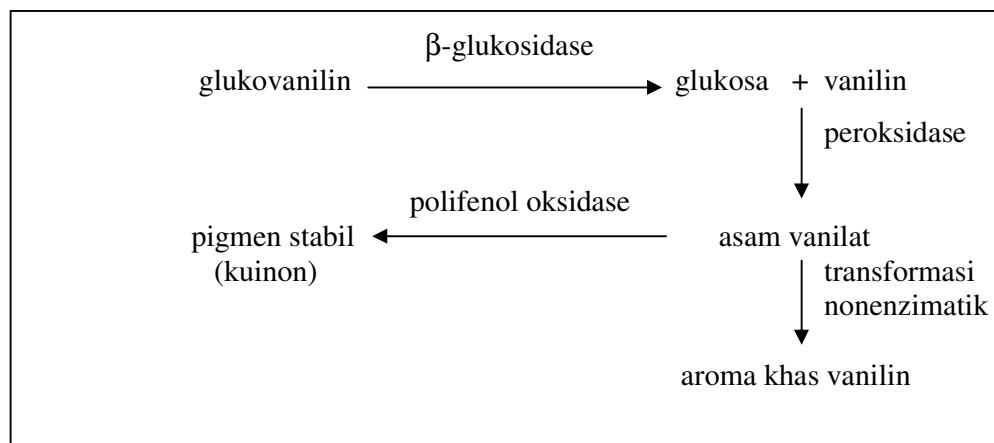 β-glukosidase
glukovanilin glukosa + vanilin
peroksidase
polifenol oksidase
pigmen stabil asam vanilat
(kuinon) transformasi
nonenzimatik
aroma khas vanilin